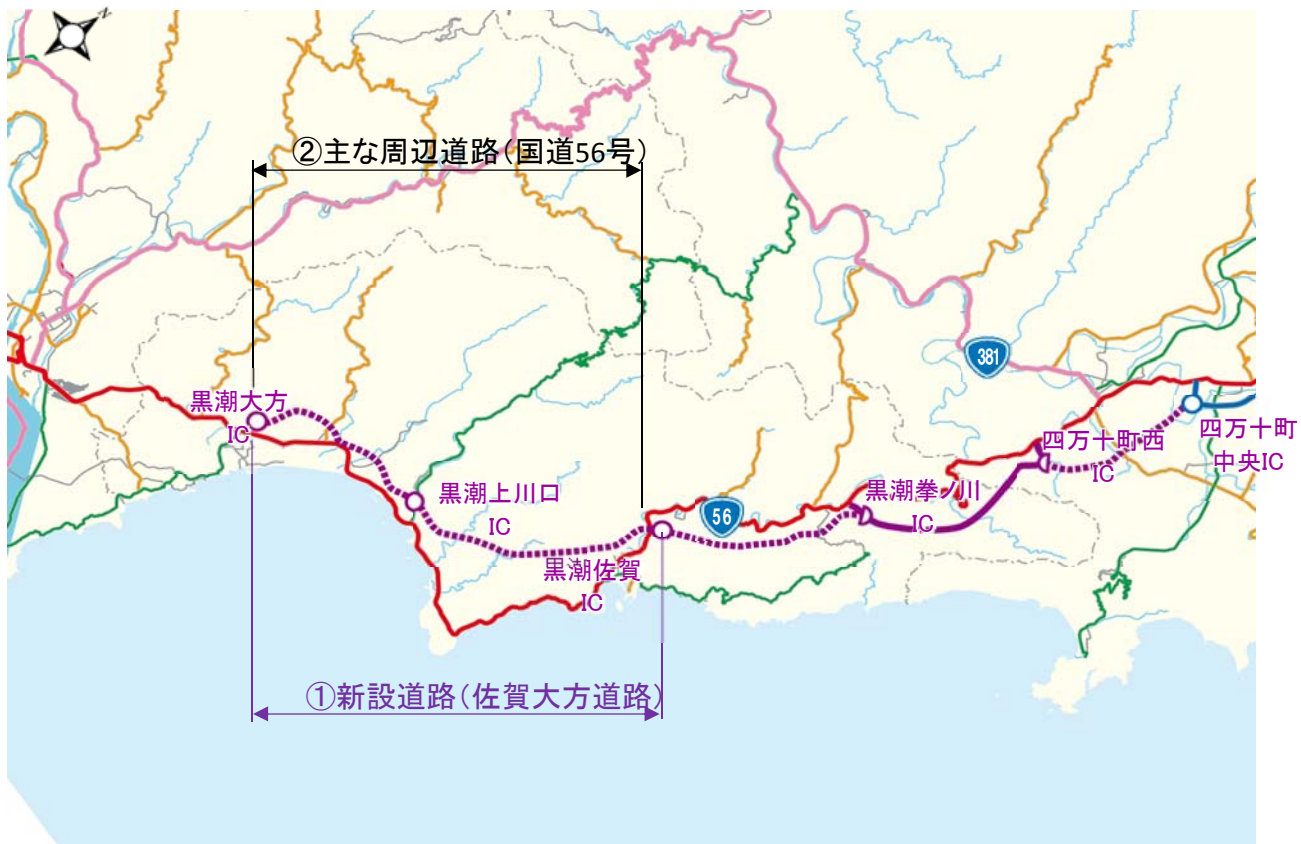 N
②主な周辺道路(国道56号)
381
黒潮大方
IC
四万十町西
IC
四万十町
中央IC
黒潮上川口
IC
黒潮拳ノ川
IC
56
黒潮佐賀
IC
①新設道路(佐賀大方道路)